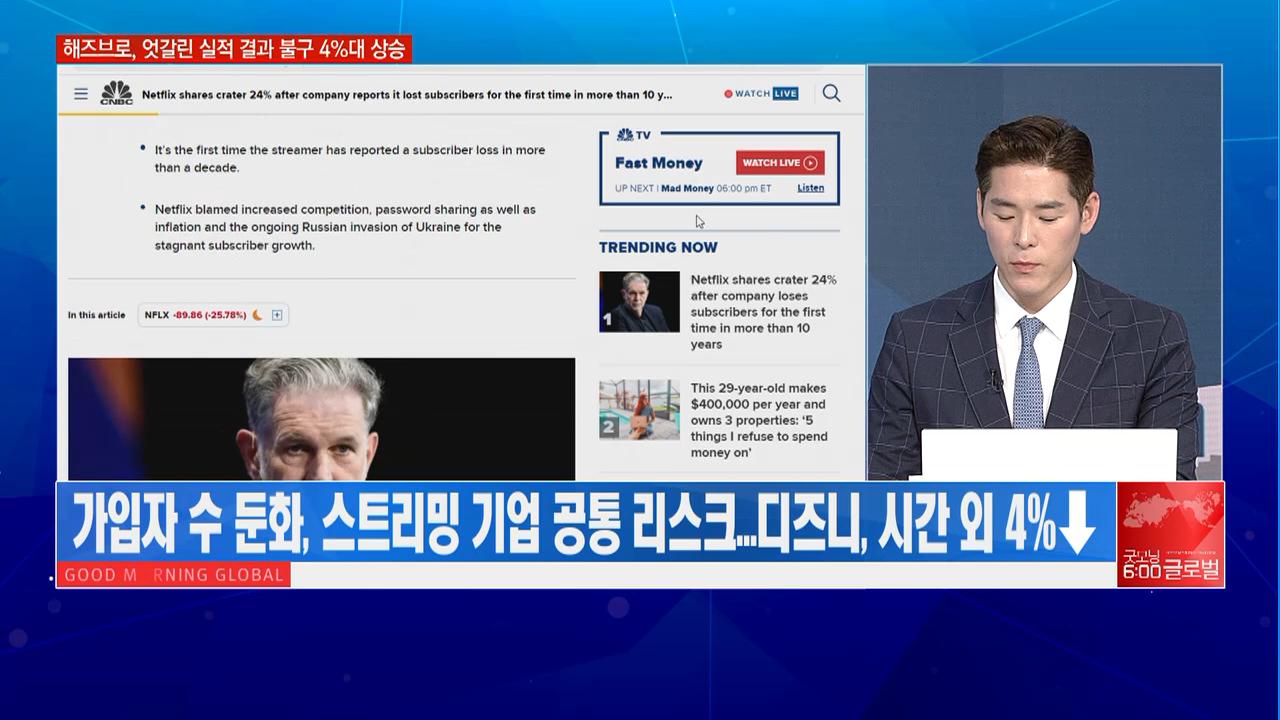 해즈브로, 엇갈린 실적 결과 불구 4%대 상승
CNBC
Netflix shares crater 24% after company reports it lost subscribers for the first time in more than 10 y...
WATCH LIVE
It's the first time the streamer has reported a subscriber loss in more
than a decade.
Netflix blamed increased competition, password sharing as well as
inflation and the ongoing Russian invasion of Ukraine for the
stagnant subscriber growth.
In this article
NFLX -89.86 (-25.78%)
CNBC TV
Fast Money
WATCH LIVE
UP NEXT | Mad Money 06:00 pm ET
Listen
TRENDING NOW
1
Netflix shares crater 24%
after company loses
subscribers for the first
time in more than 10
years
2
This 29-year-old makes
$400,000 per year and
owns 3 properties: ‘5
things I refuse to spend
money on’
가입자 수 둔화, 스트리밍 기업 공통 리스크...디즈니, 시간 외 4%
GOOD M RNING GLOBAL
굿모닝
6:00 글로벌